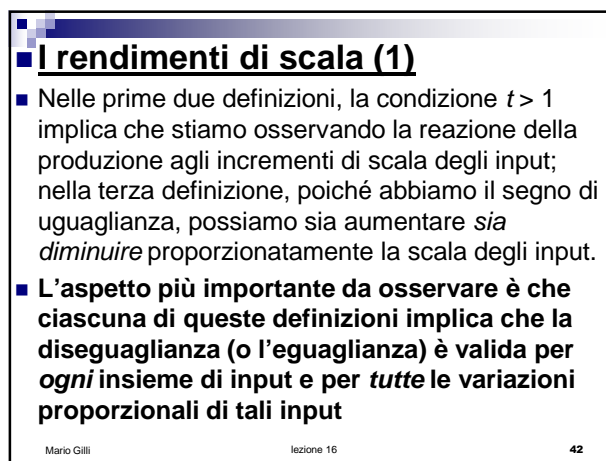 I rendimenti di scala (1)
Nelle prime due definizioni, la condizione t > 1
implica che stiamo osservando la reazione della
produzione agli incrementi di scala degli input;
nella terza definizione, poiché abbiamo il segno di
uguaglianza, possiamo sia aumentare sia
diminuire proporzionatamente la scala degli input.
L'aspetto più importante da osservare è che
ciascuna di queste definizioni implica che la
diseguaglianza (o l'eguaglianza) è valida per
ogni insieme di input e per tutte le variazioni
proporzionali di tali input
Mario Gilli lezione 16 42